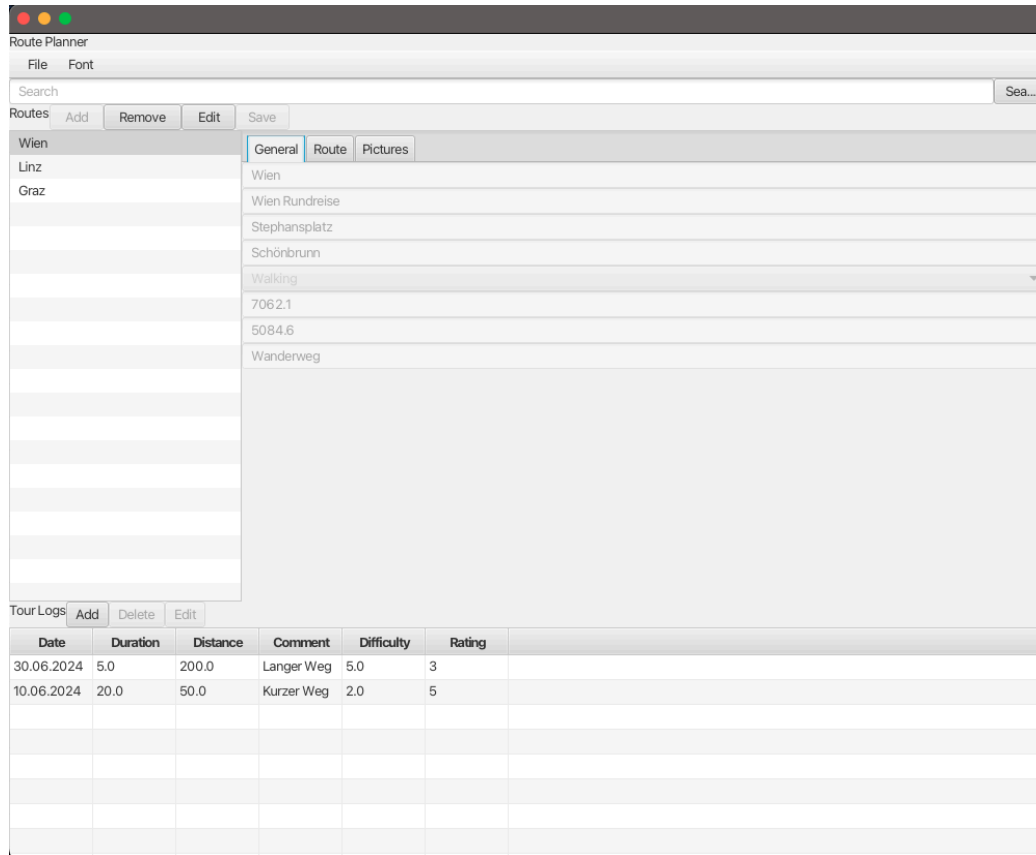 Route Planner
File Font
Search Sea...
Routes Add Remove Edit Save
Wien
Linz
Graz
General Route Pictures
Wien
Wien Rundreise
Stephansplatz
Schönbrunn
Walking
7062.1
5084.6
Wanderweg
Tour Logs Add Delete Edit
Date Duration Distance Comment Difficulty Rating
30.06.2024 5.0 200.0 Langer Weg 5.0 3
10.06.2024 20.0 50.0 Kurzer Weg 2.0 5